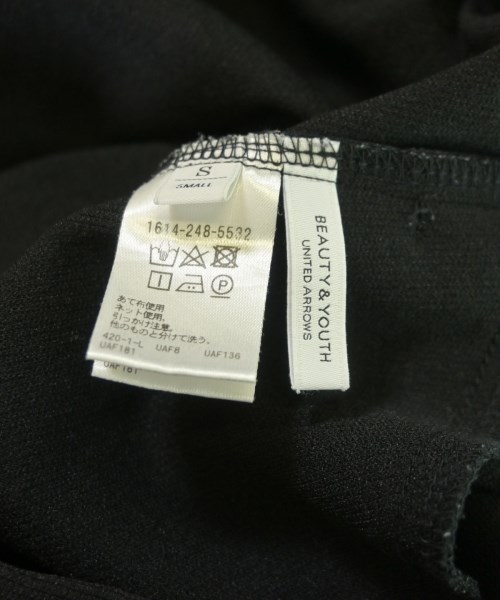 S
SMALL
1614-248-5532
P
あて布使用
ネット使用。
引っかけ注意。
他のものと分けて洗う。
420-1-L UAF8 UAF136
UAF181
UAF181
BEAUTY & YOUTH
UNITED ARROWS